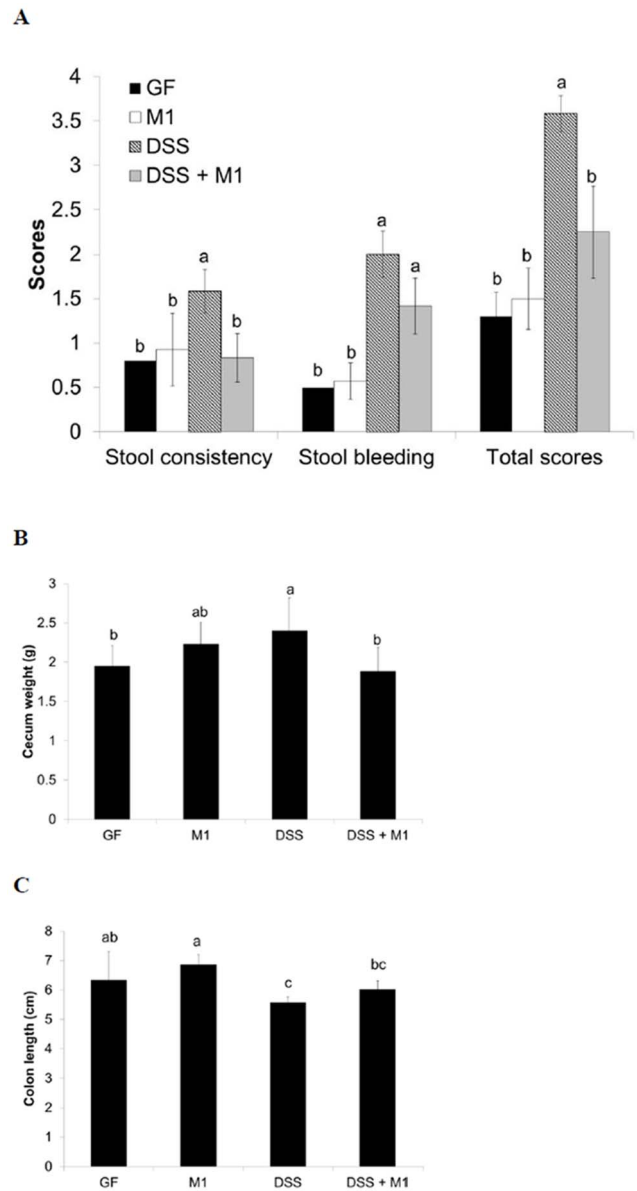 A
4
3.5
3
2.5
2
1.5
1
0.5
0
Scores
GF
M1
DSS
DSS + M1
b b a b
b b a a
b b a b
Stool consistency Stool bleeding Total scores
B
3
2.5
2
1.5
1
0.5
0
Cecum weight (g)
b ab a b
GF M1 DSS DSS + M1
C
8
7
6
5
4
3
2
1
0
Colon length (cm)
ab a c bc
GF M1 DSS DSS + M1